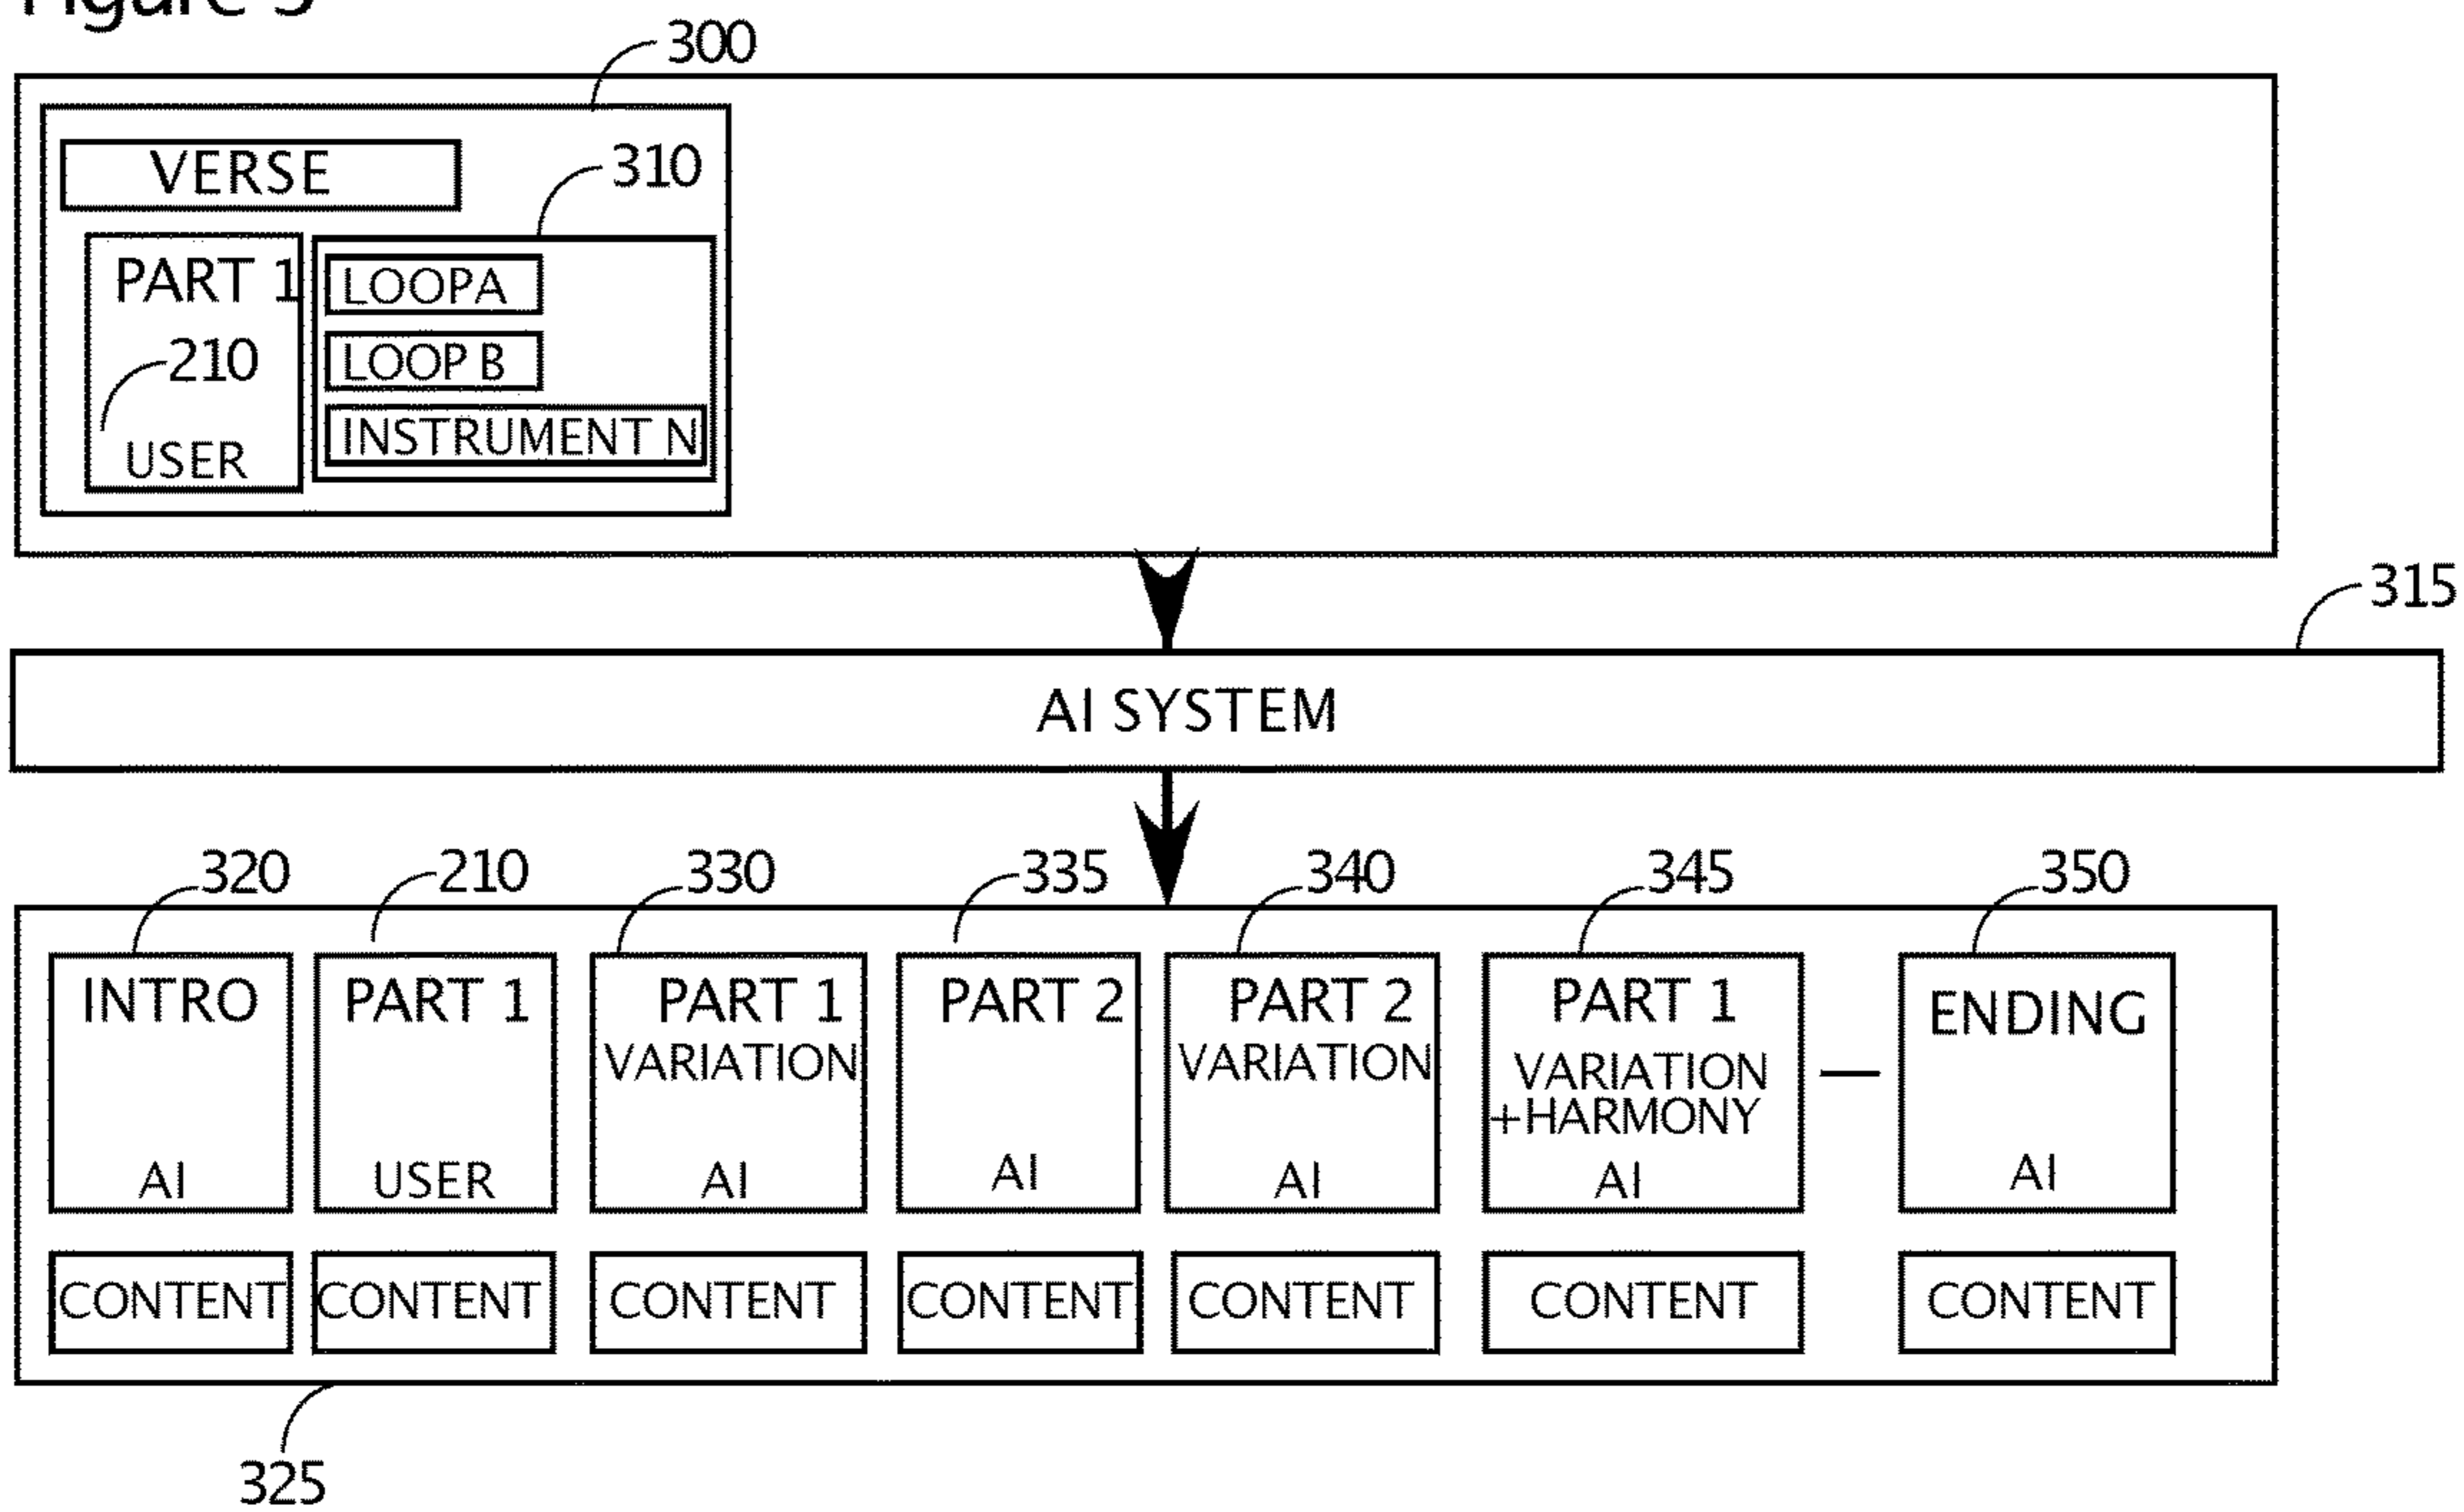 Figure 3
300
VERSE
310
PART 1
LOOPA
210
LOOP B
INSTRUMENT N
USER
315
AI SYSTEM
320 210 330 335 340 345 350
INTRO PART 1 PART 1 PART 2 PART 2 PART 1 ENDING
VARIATION VARIATION VARIATION
+HARMONY
AI USER AI AI AI AI AI
CONTENT CONTENT CONTENT CONTENT CONTENT CONTENT — CONTENT
325